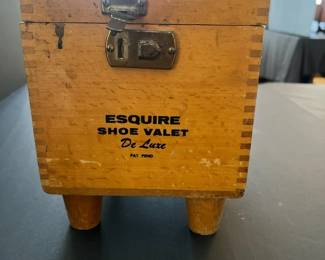 ESQUIRE
SHOE VALET
De Luxe
PAT. PEND